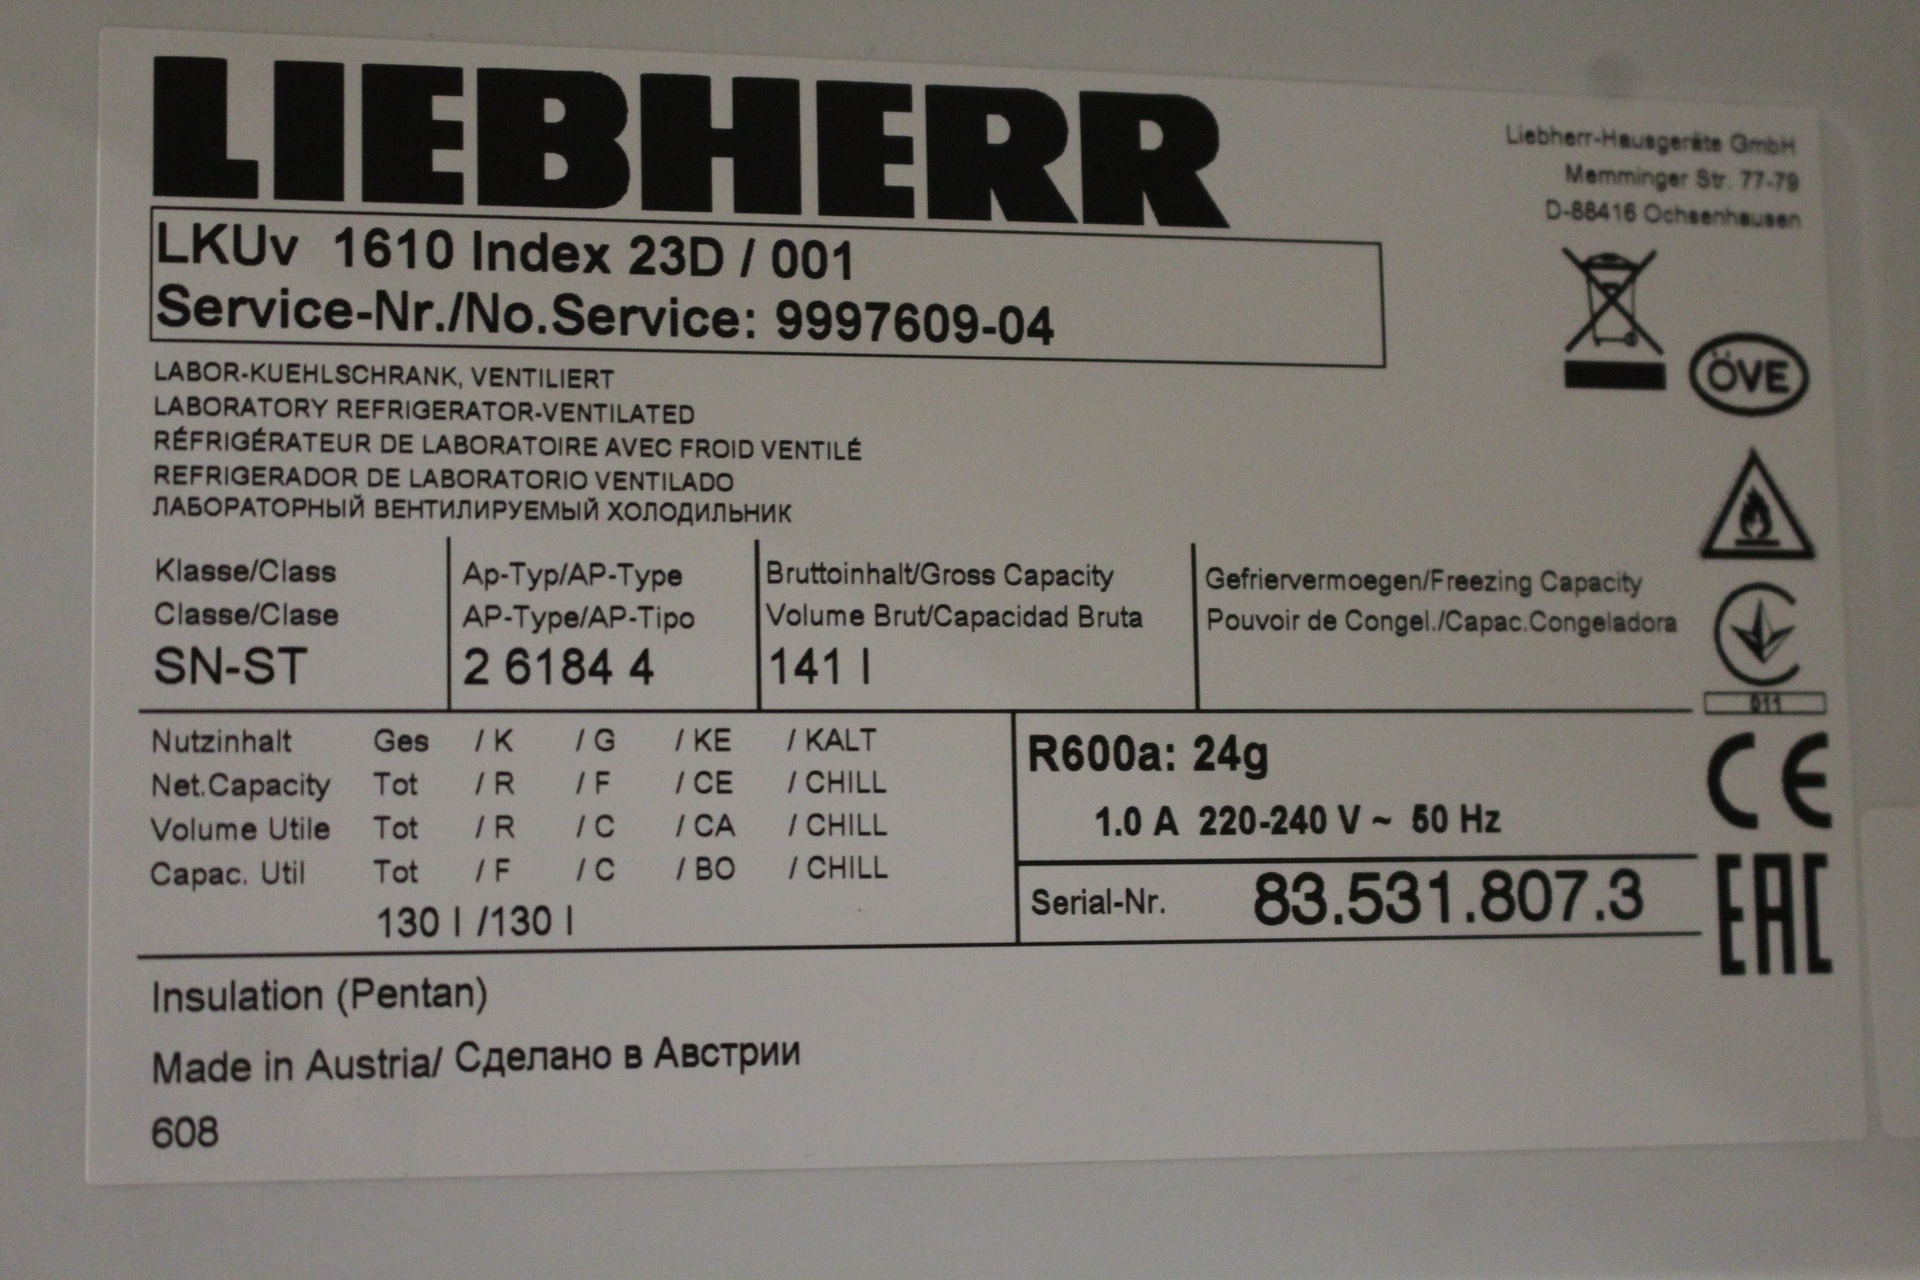 LIEBHERR
Liebherr-Hausgeräte GmbH
Memminger Str. 77-79
D-88416 Ochsenhausen
LKUv 1610 Index 23D / 001
Service-Nr./No.Service: 9997609-04
ÖVE
LABOR-KUEHLSCHRANK, VENTILIERT
LABORATORY REFRIGERATOR-VENTILATED
RÉFRIGÉRATEUR DE LABORATOIRE AVEC FROID VENTILÉ
REFRIGERADOR DE LABORATORIO VENTILADO
ЛАБОРАТОРНЫЙ ВЕНТИЛИРУЕМЫЙ ХОЛОДИЛЬНИК
Klasse/Class
Classe/Clase
SN-ST
Ap-Typ/AP-Type
AP-Type/AP-Tipo
2 6184 4
Bruttoinhalt/Gross Capacity
Volume Brut/Capacidad Bruta
141 l
Gefriervermoegen/Freezing Capacity
Pouvoir de Congel./Capac.Congeladora
011
Nutzinhalt Ges / K / G / KE / KALT
Net.Capacity Tot / R / F / CE / CHILL
Volume Utile Tot / R / C / CA / CHILL
Capac. Util Tot / F / C / BO / CHILL
130 l /130 l
R600a: 24g
1.0 A 220-240 V ~ 50 Hz
Serial-Nr. 83.531.807.3
CE
EAC
Insulation (Pentan)
Made in Austria/ Сделано в Австрии
608